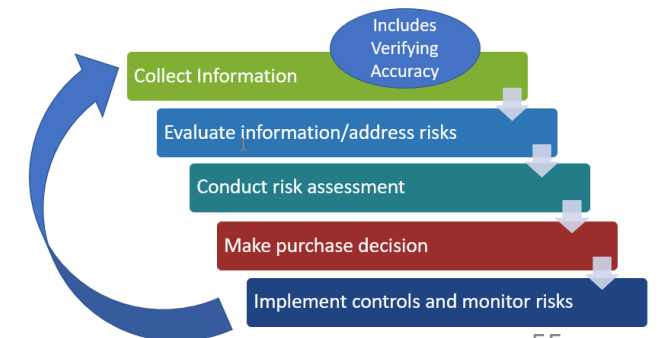 Includes
Verifying
Accuracy
Collect Information
Evaluate information/address risks
Conduct risk assessment
Make purchase decision
Implement controls and monitor risks